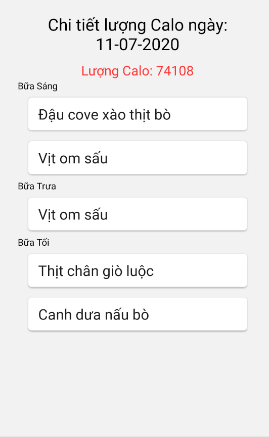 Chi tiết lượng Calo ngày:
11-07-2020
Lượng Calo: 74108
Bữa Sáng
Đậu cove xào thịt bò
Vịt om sấu
Bữa Trưa
Vịt om sấu
Bữa Tối
Thịt chân giò luộc
Canh dưa nấu bò